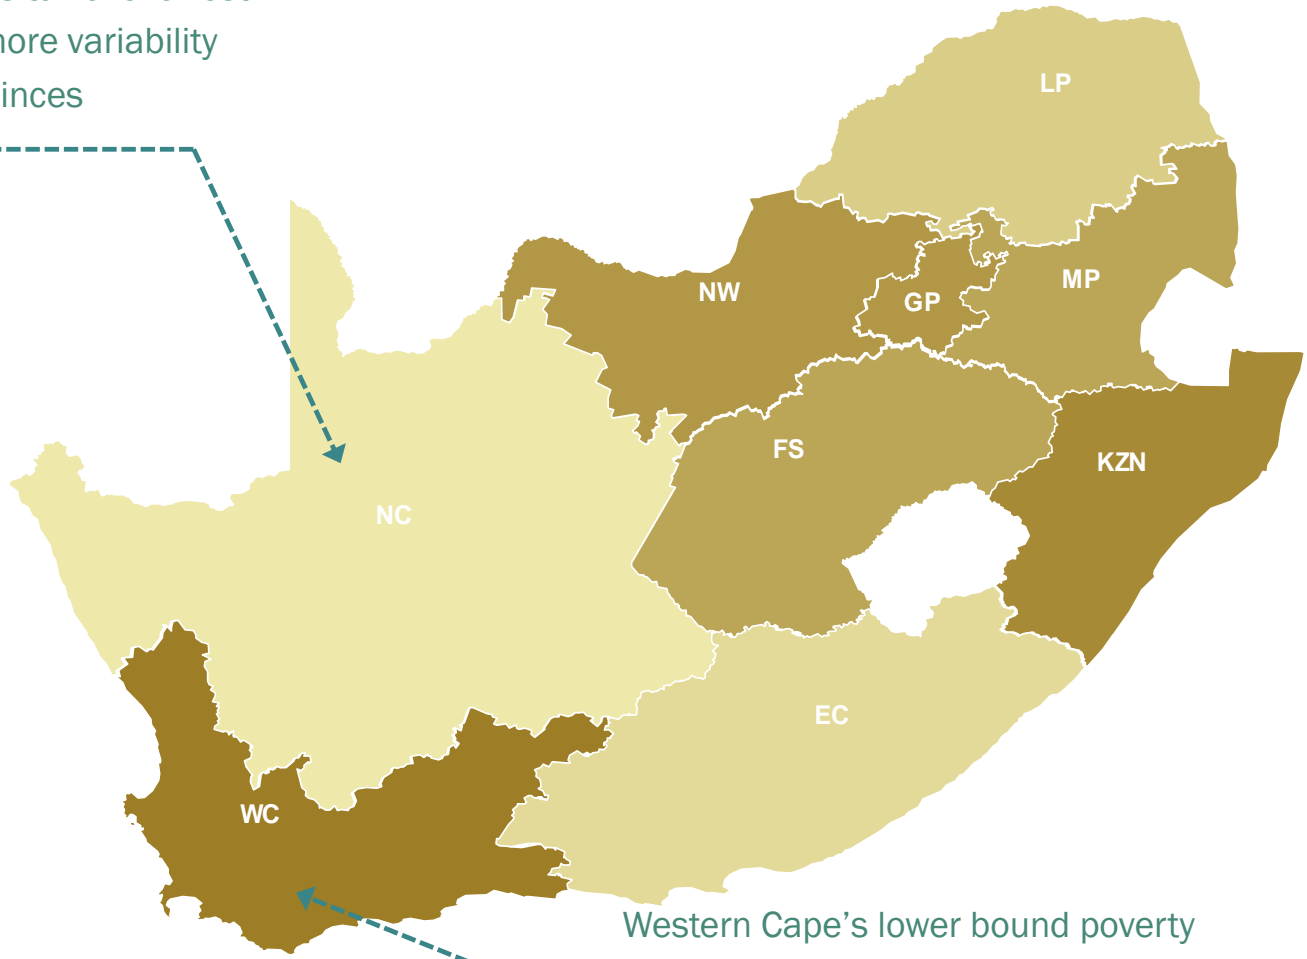 more variability
inces
LP
MP
NW
GP
FS
KZN
NC
EC
WC
Western Cape’s lower bound poverty